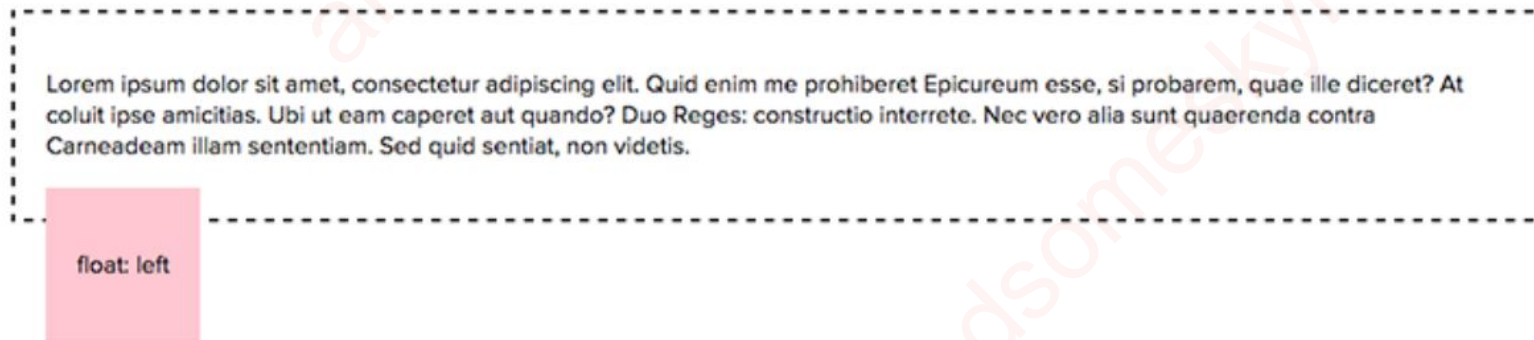 Lorem ipsum dolor sit amet, consectetur adipiscing elit. Quid enim me prohiberet Epicureum esse, si probarem, quae ille diceret? At
coluit ipse amicitias. Ubi ut eam caperet aut quando? Duo Reges: constructio interrete. Nec vero alia sunt quaerenda contra
Carneadeam illam sententiam. Sed quid sentiat, non videtis.
float: left